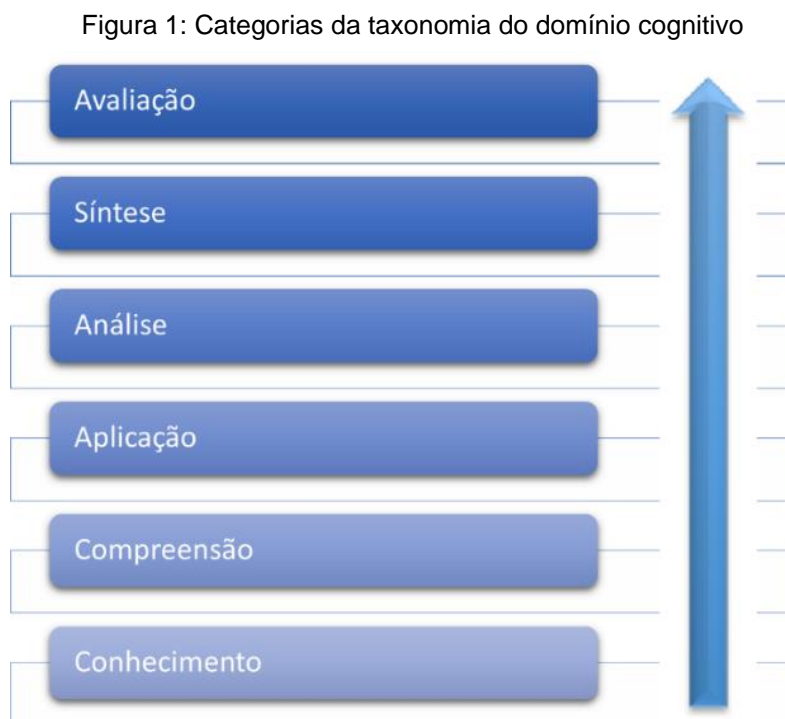 Figura 1: Categorias da taxonomia do domínio cognitivo
Avaliação
Síntese
Análise
Aplicação
Compreensão
Conhecimento